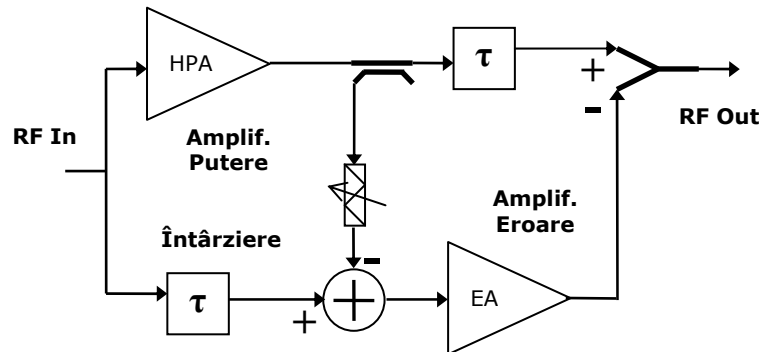 HPA
τ
+
-
RF In
RF Out
Amplif.
Putere
Amplif.
Eroare
Întârziere
-
τ
+
+
EA